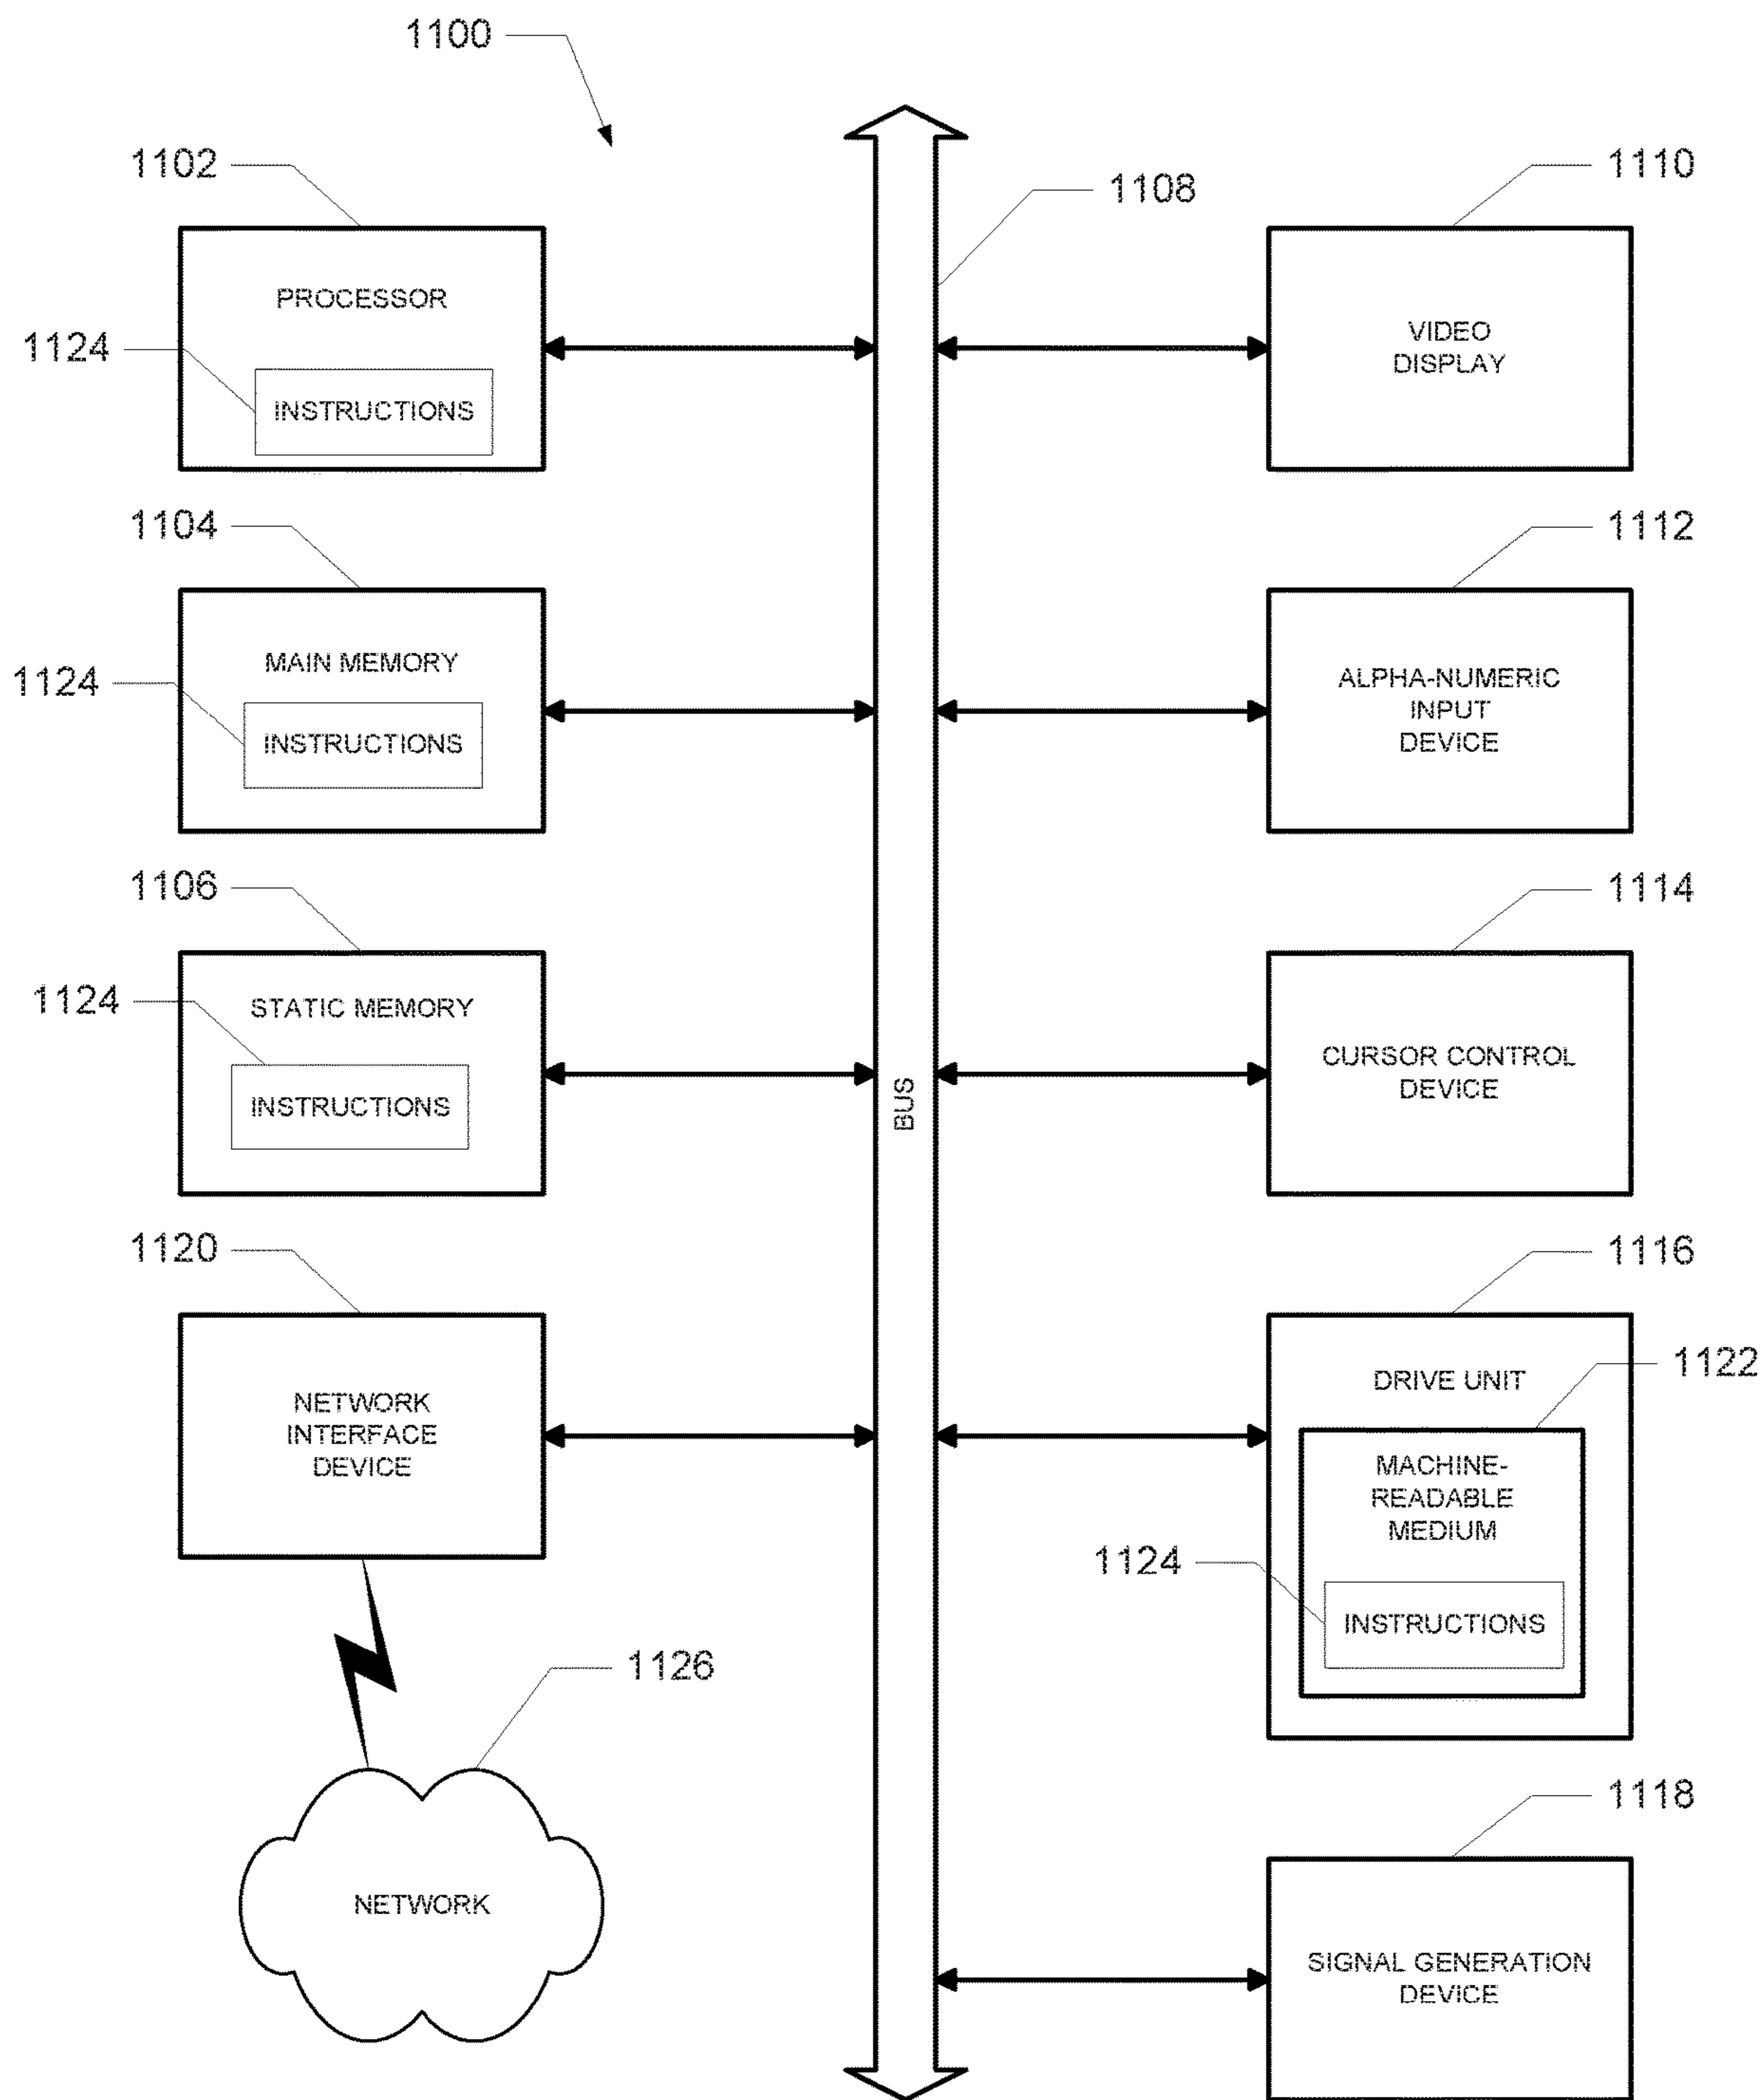 1100
1102
PROCESSOR
1124
INSTRUCTIONS
1104
MAIN MEMORY
1124
INSTRUCTIONS
1106
1124
STATIC MEMORY
INSTRUCTIONS
1120
NETWORK
INTERFACE
DEVICE
1126
NETWORK
1108
BUS
1110
VIDEO
DISPLAY
1112
ALPHA-NUMERIC
INPUT
DEVICE
1114
CURSOR CONTROL
DEVICE
1116
DRIVE UNIT
1122
MACHINE-
READABLE
MEDIUM
1124
INSTRUCTIONS
1118
SIGNAL GENERATION
DEVICE